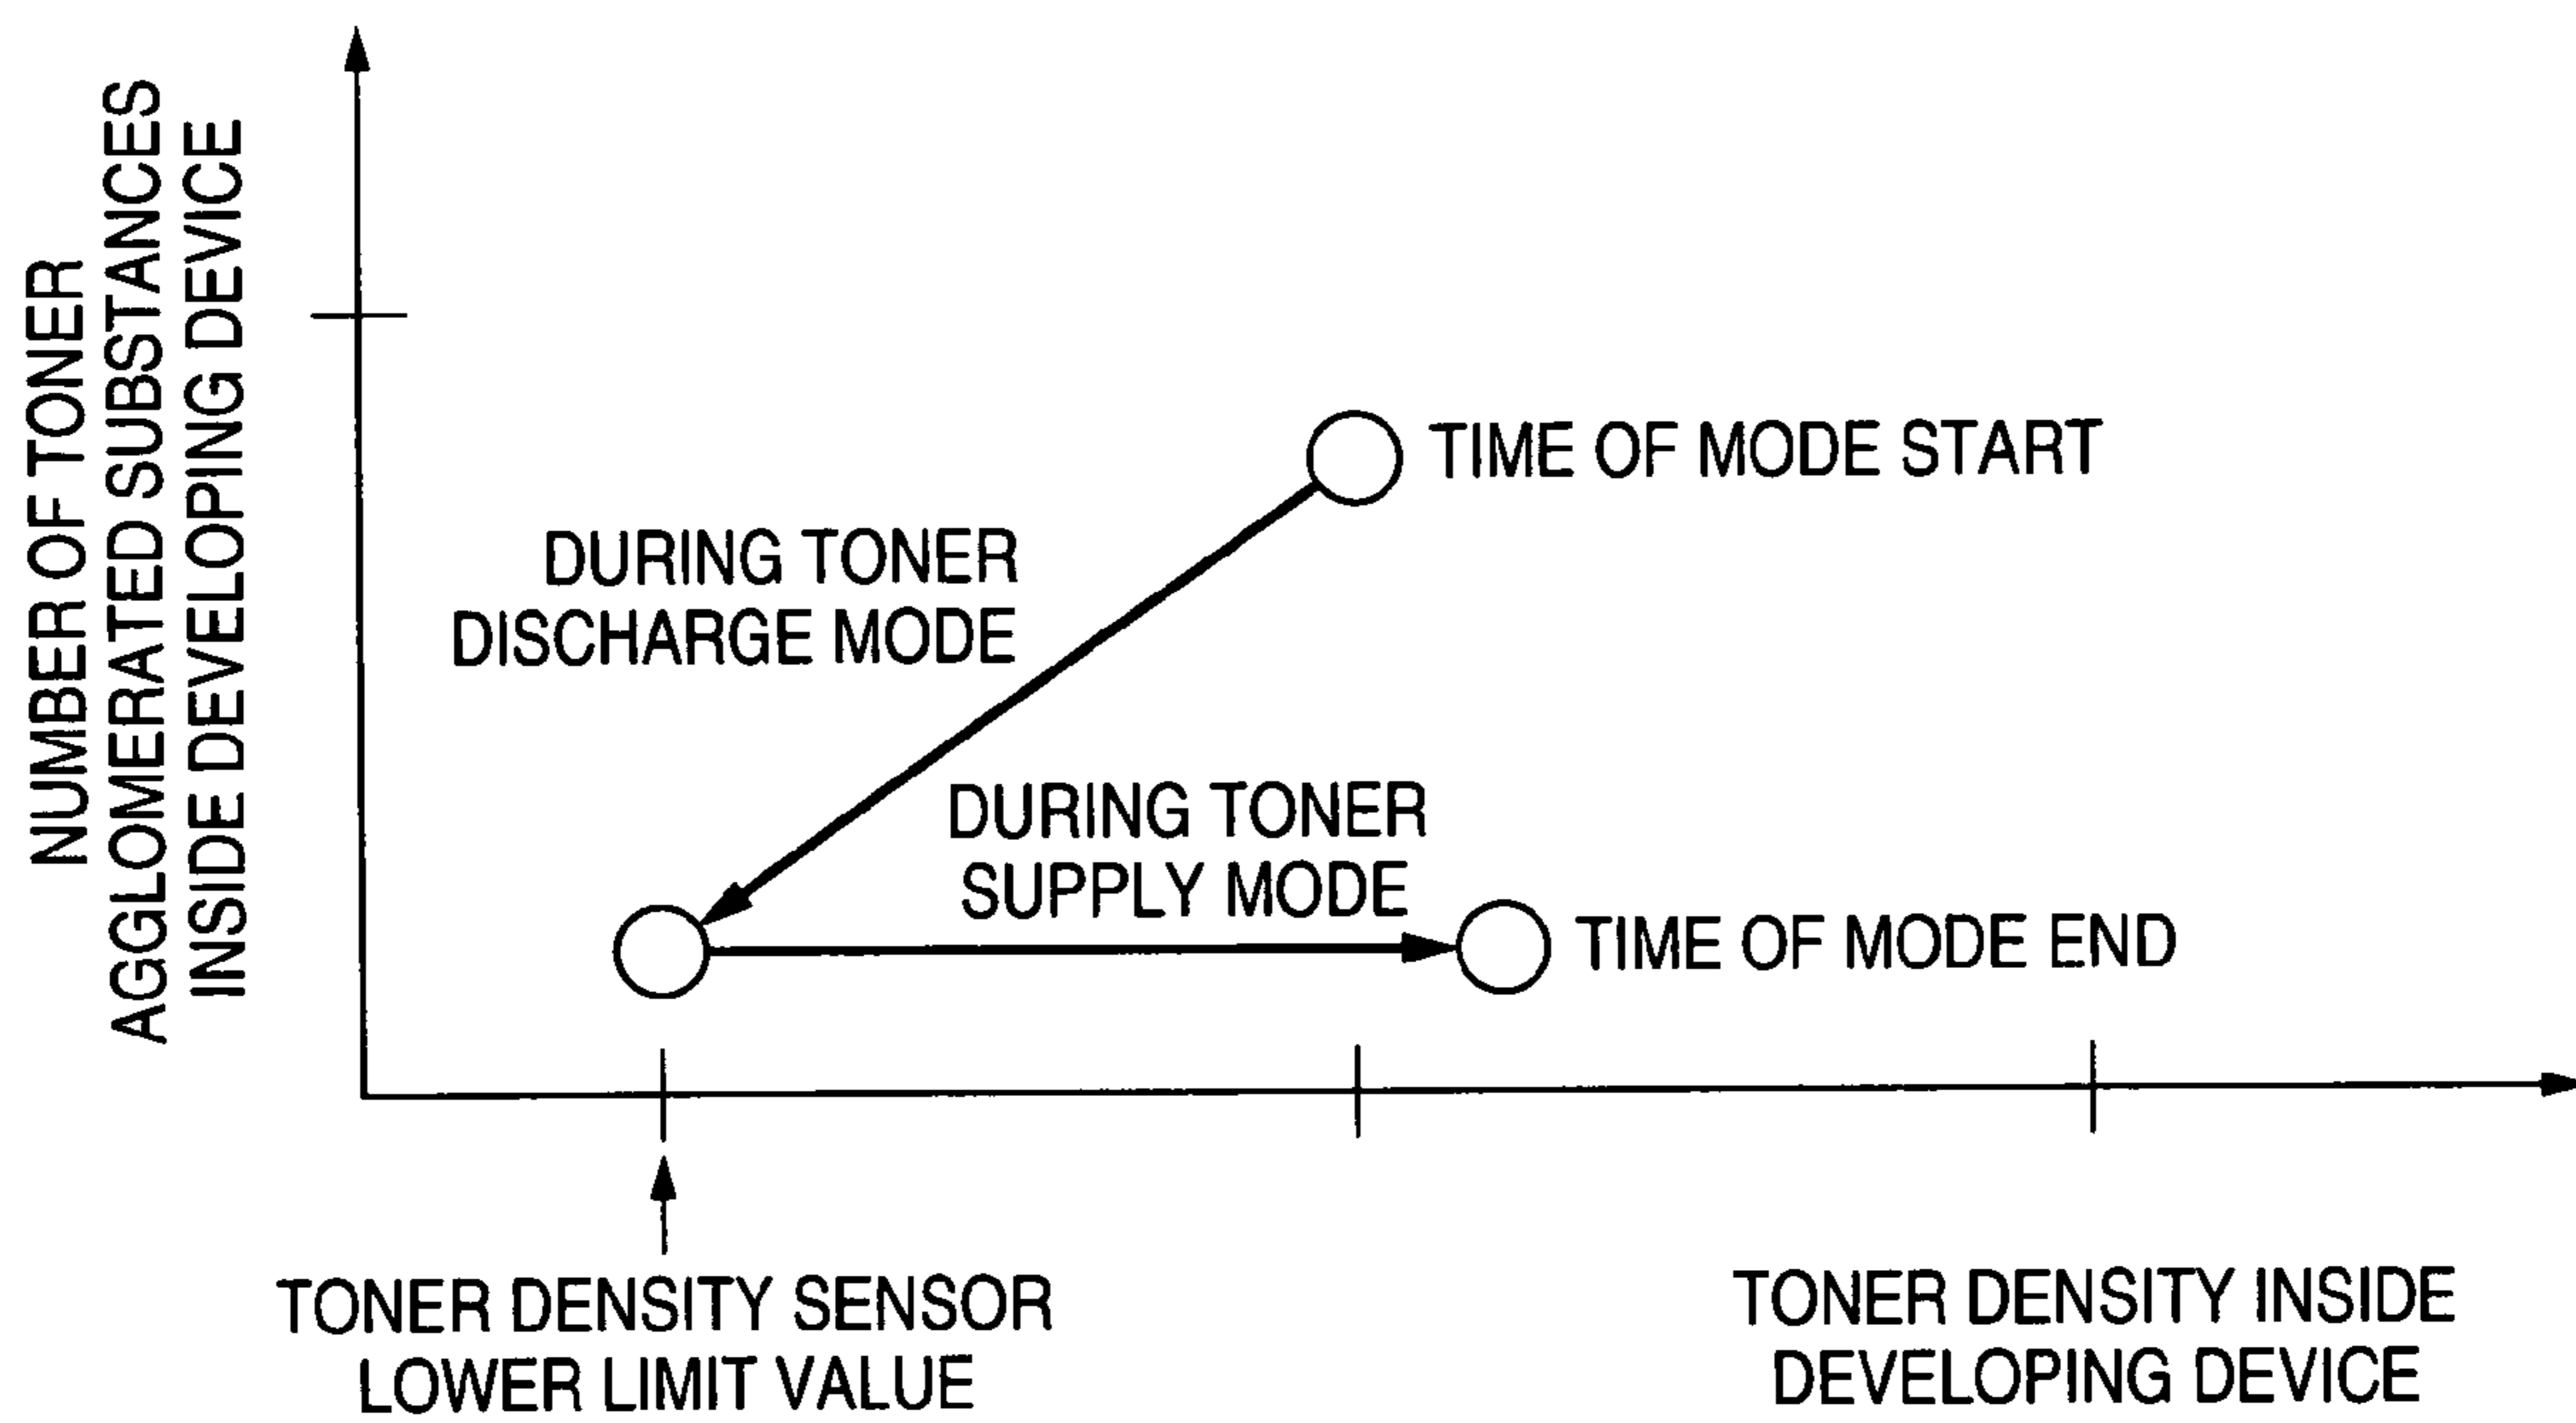 NUMBER OF TONER
AGGLOMERATED SUBSTANCES
INSIDE DEVELOPING DEVICE
TIME OF MODE START
DURING TONER
DISCHARGE MODE
DURING TONER
SUPPLY MODE
TIME OF MODE END
TONER DENSITY SENSOR
LOWER LIMIT VALUE
TONER DENSITY INSIDE
DEVELOPING DEVICE